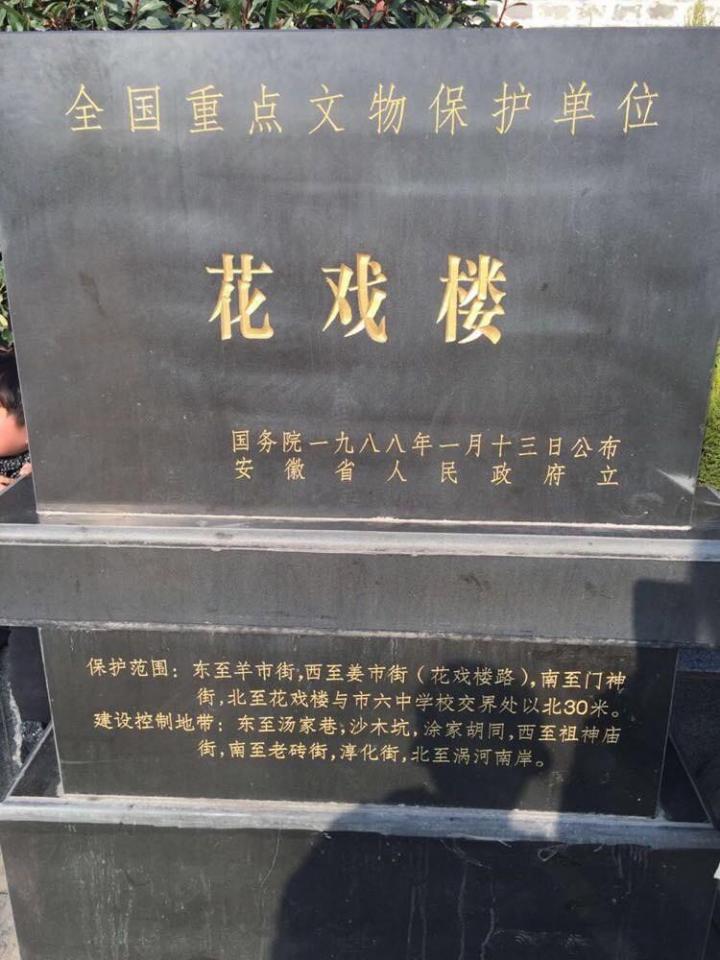 全国重点文物保护单位
花戏楼
国务院一九八八年一月十三日公布
安徽省人民政府立
保护范围：东至羊市街，西至姜市街（花戏楼路），南至门神
街，北至花戏楼与市六中学校交界处以北30米。
建设控制地带：东至汤家巷，沙木坑，涂家胡同，西至祖神庙
街，南至老砖街，淳化街，北至涡河南岸。